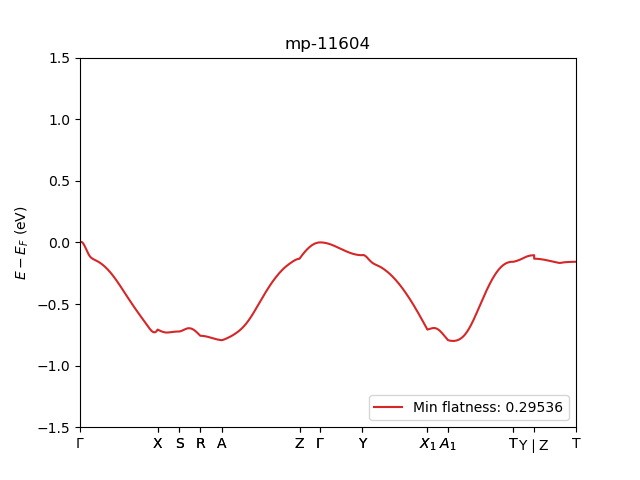 mp-11604
E − E_F (eV)
1.5
1.0
0.5
0.0
−0.5
−1.0
−1.5
Min flatness: 0.29536
Γ X S R A Z Γ Y X₁ A₁ T Y | Z T